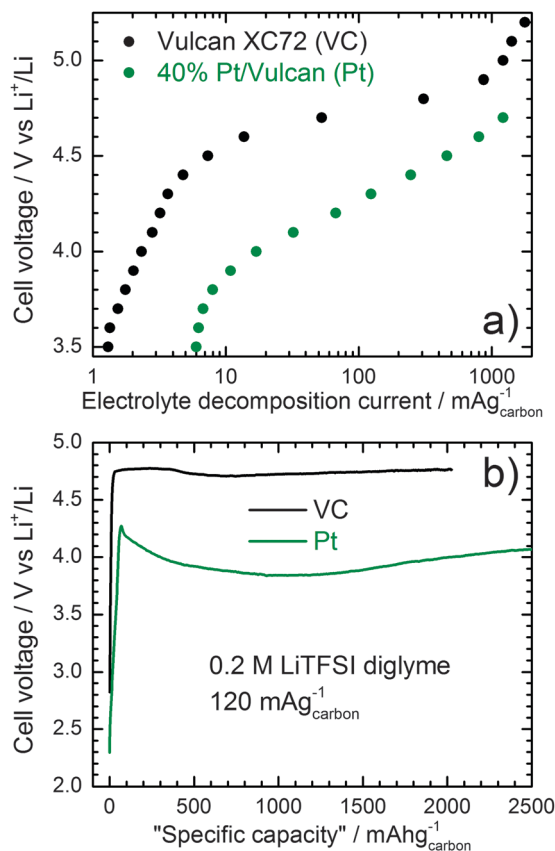 Vulcan XC72 (VC)
40% Pt/Vulcan (Pt)
Cell voltage / V vs Li⁺/Li
5.0
4.5
4.0
3.5
a)
1 10 100 1000
Electrolyte decomposition current / mAg⁻¹carbon
b)
VC
Pt
Cell voltage / V vs Li⁺/Li
5.0
4.5
4.0
3.5
3.0
2.5
2.0
0.2 M LiTFSI diglyme
120 mAg⁻¹carbon
0 500 1000 1500 2000 2500
"Specific capacity" / mAhg⁻¹carbon